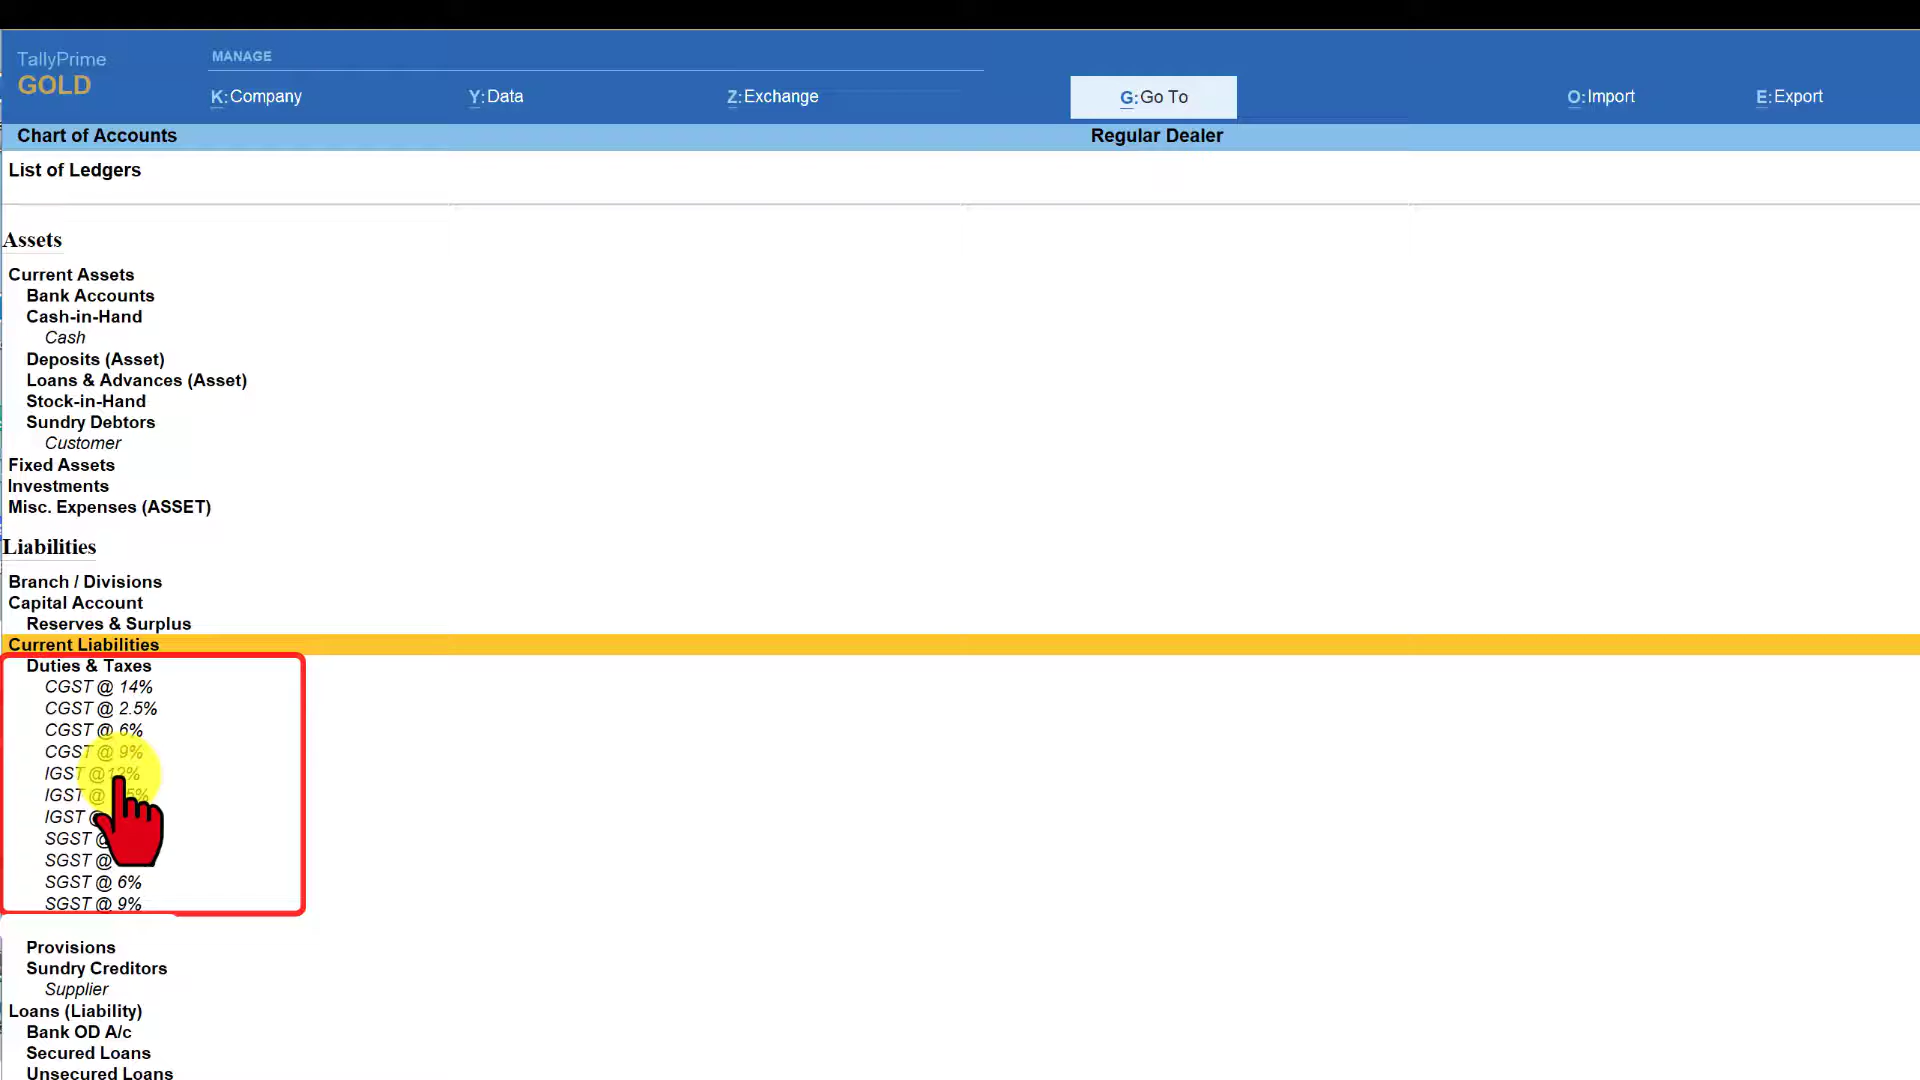 TallyPrime
GOLD
MANAGE
K:Company
Y:Data
Z:Exchange
G:Go To
O:Import
E:Export
Chart of Accounts
Regular Dealer
List of Ledgers
Assets
Current Assets
Bank Accounts
Cash-in-Hand
Cash
Deposits (Asset)
Loans & Advances (Asset)
Stock-in-Hand
Sundry Debtors
Customer
Fixed Assets
Investments
Misc. Expenses (ASSET)
Liabilities
Branch / Divisions
Capital Account
Reserves & Surplus
Current Liabilities
Duties & Taxes
CGST @ 14%
CGST @ 2.5%
CGST @ 6%
CGST @ 9%
IGST @12%
IGST @
IGST @
SGST @
SGST @
SGST @ 6%
SGST @ 9%
Provisions
Sundry Creditors
Supplier
Loans (Liability)
Bank OD A/c
Secured Loans
Unsecured Loans